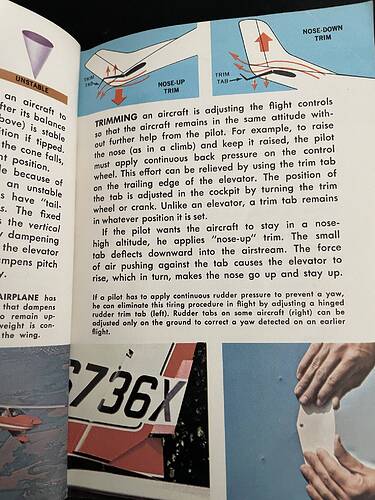 UNSTABLE
an aircraft to
fter its balance
bove) is stable
ition if tipped.
the cone falls,
nt position.
le because of
an unstable
s have "tail.
s. The fixed
s the vertical
y dampening
the elevator
mpens pitch
y.
AIRPLANE has
that dampens
o remain up-
weight is con-
the wing.
TRIM
TAB
NOSE-UP
TRIM
NOSE-DOWN
TRIM
TRIM
TAB
TRIMMING an aircraft is adjusting the flight controls
so that the aircraft remains in the same attitude with-
out further help from the pilot. For example, to raise
the nose (as in a climb) and keep it raised, the pilot
must apply continuous back pressure on the control
wheel. This effort can be relieved by using the trim tab
on the trailing edge of the elevator. The position of
the tab is adjusted in the cockpit by turning the trim
wheel or crank. Unlike an elevator, a trim tab remains
in whatever position it is set.
If the pilot wants the aircraft to stay in a nose-
high attitude, he applies "nose-up" trim. The small
tab deflects downward into the airstream. The force
of air pushing against the tab causes the elevator to
rise, which in turn, makes the nose go up and stay up.
If a pilot has to apply continuous rudder pressure to prevent a yaw,
he can eliminate this tiring procedure in flight by adjusting a hinged
rudder trim tab (left). Rudder tabs on some aircraft (right) can be
adjusted only on the ground to correct a yaw detected on an earlier
flight.
6736X